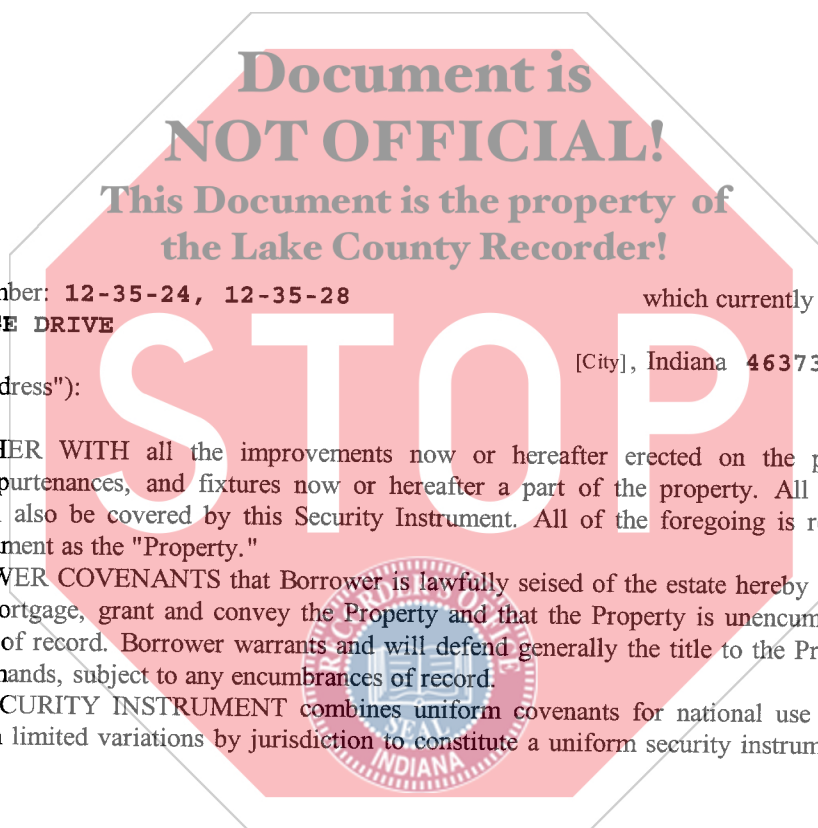 Document is
NOT OFFICIAL!
This Document is the property of
the Lake County Recorder!
nber: 12-35-24, 12-35-28 which currently
E DRIVE
[City], Indiana 46373
dress"):
STOP
HER WITH all the improvements now or hereafter erected on the p
purtenances, and fixtures now or hereafter a part of the property. All
also be covered by this Security Instrument. All of the foregoing is r
ment as the "Property."
WER COVENANTS that Borrower is lawfully seised of the estate hereby
ortgage, grant and convey the Property and that the Property is unencum
of record. Borrower warrants and will defend generally the title to the Pr
nands, subject to any encumbrances of record.
CURITY INSTRUMENT combines uniform covenants for national use
limited variations by jurisdiction to constitute a uniform security instrum
RECORDER'S OFFICE
SEAL
INDIANA